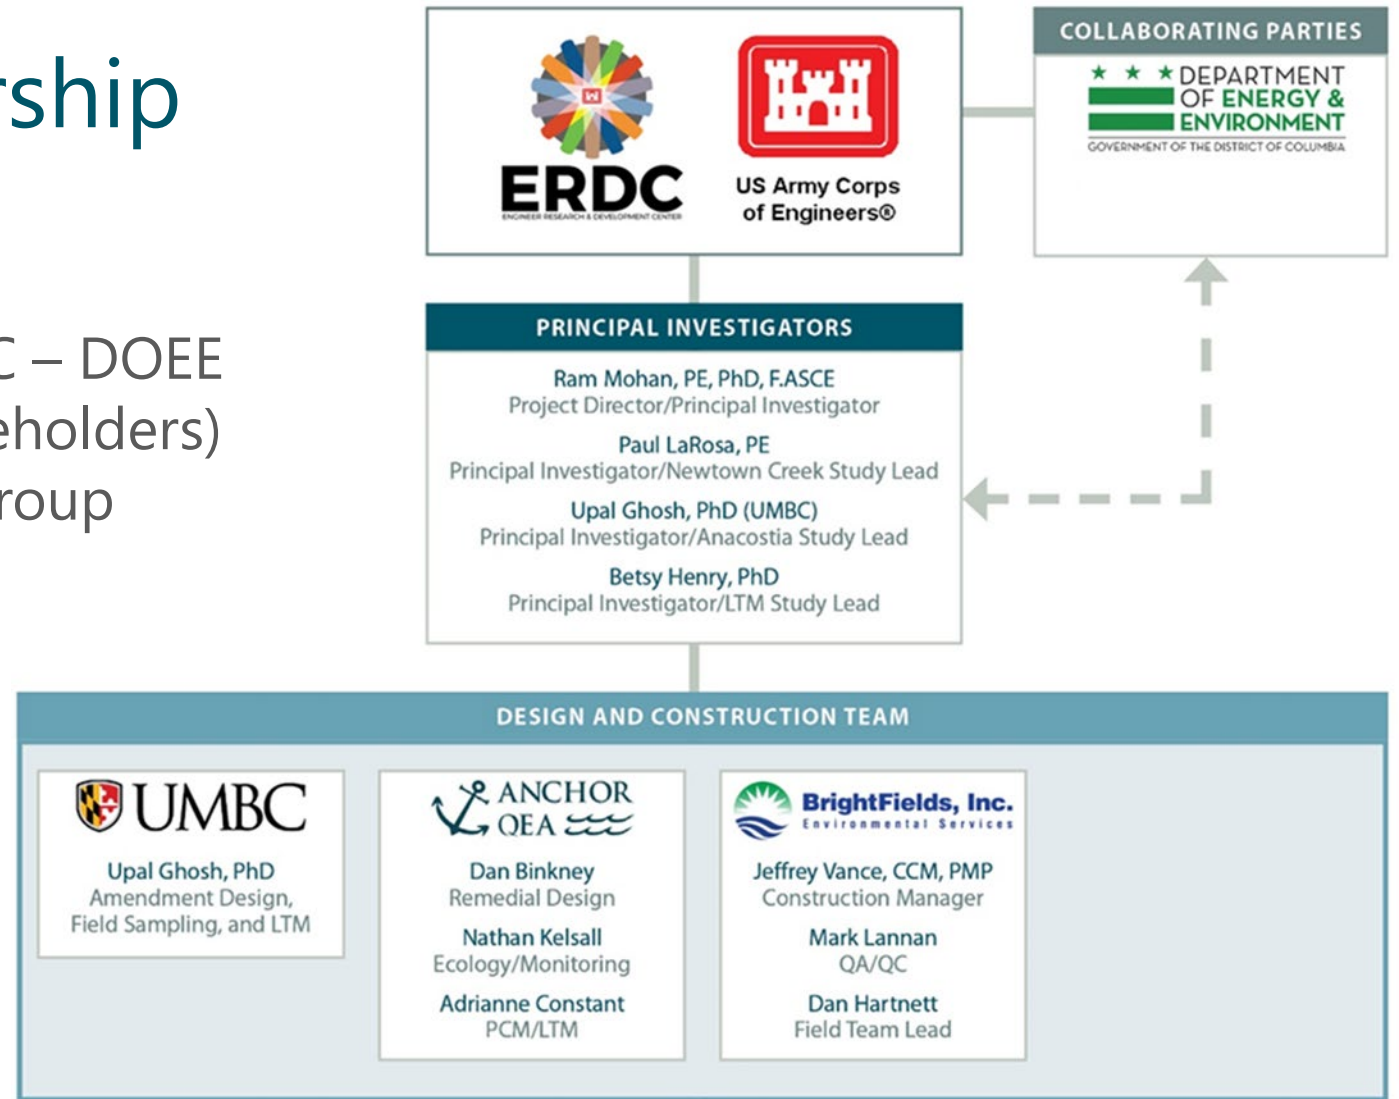 rship
C – DOEE
eholders)
roup
ERDC
ENGINEER RESEARCH & DEVELOPMENT CENTER
US Army Corps
of Engineers®
COLLABORATING PARTIES
DEPARTMENT
OF ENERGY &
ENVIRONMENT
GOVERNMENT OF THE DISTRICT OF COLUMBIA
PRINCIPAL INVESTIGATORS
Ram Mohan, PE, PhD, F.ASCE
Project Director/Principal Investigator
Paul LaRosa, PE
Principal Investigator/Newtown Creek Study Lead
Upal Ghosh, PhD (UMBC)
Principal Investigator/Anacostia Study Lead
Betsy Henry, PhD
Principal Investigator/LTM Study Lead
DESIGN AND CONSTRUCTION TEAM
UMBC
Upal Ghosh, PhD
Amendment Design,
Field Sampling, and LTM
ANCHOR
QEA
Dan Binkney
Remedial Design
Nathan Kelsall
Ecology/Monitoring
Adrianne Constant
PCM/LTM
BrightFields, Inc.
Environmental Services
Jeffrey Vance, CCM, PMP
Construction Manager
Mark Lannan
QA/QC
Dan Hartnett
Field Team Lead